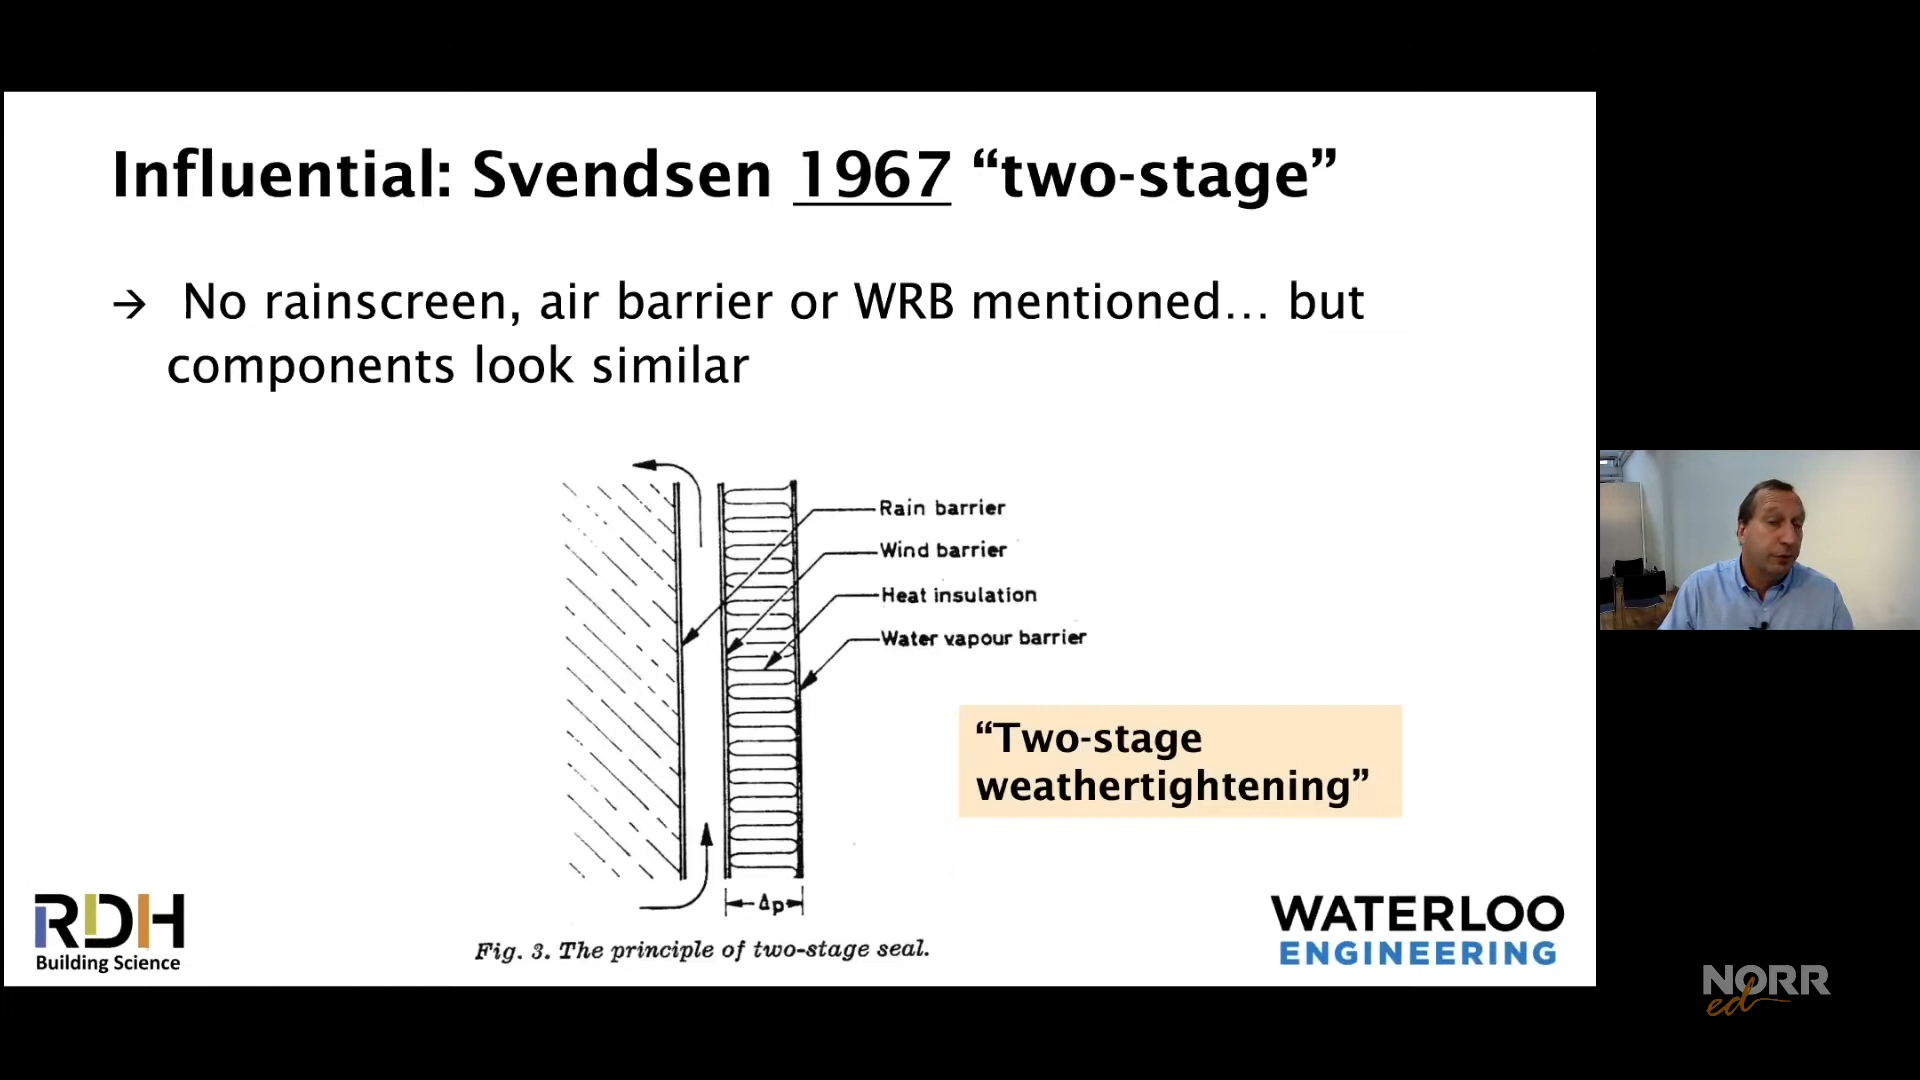 Influential: Svendsen 1967 “two-stage”
→ No rainscreen, air barrier or WRB mentioned… but
components look similar
Rain barrier
Wind barrier
Heat insulation
Water vapour barrier
“Two-stage
weathertightening”
Δp
Fig. 3. The principle of two-stage seal.
RDH
Building Science
WATERLOO
ENGINEERING
NORR
ed